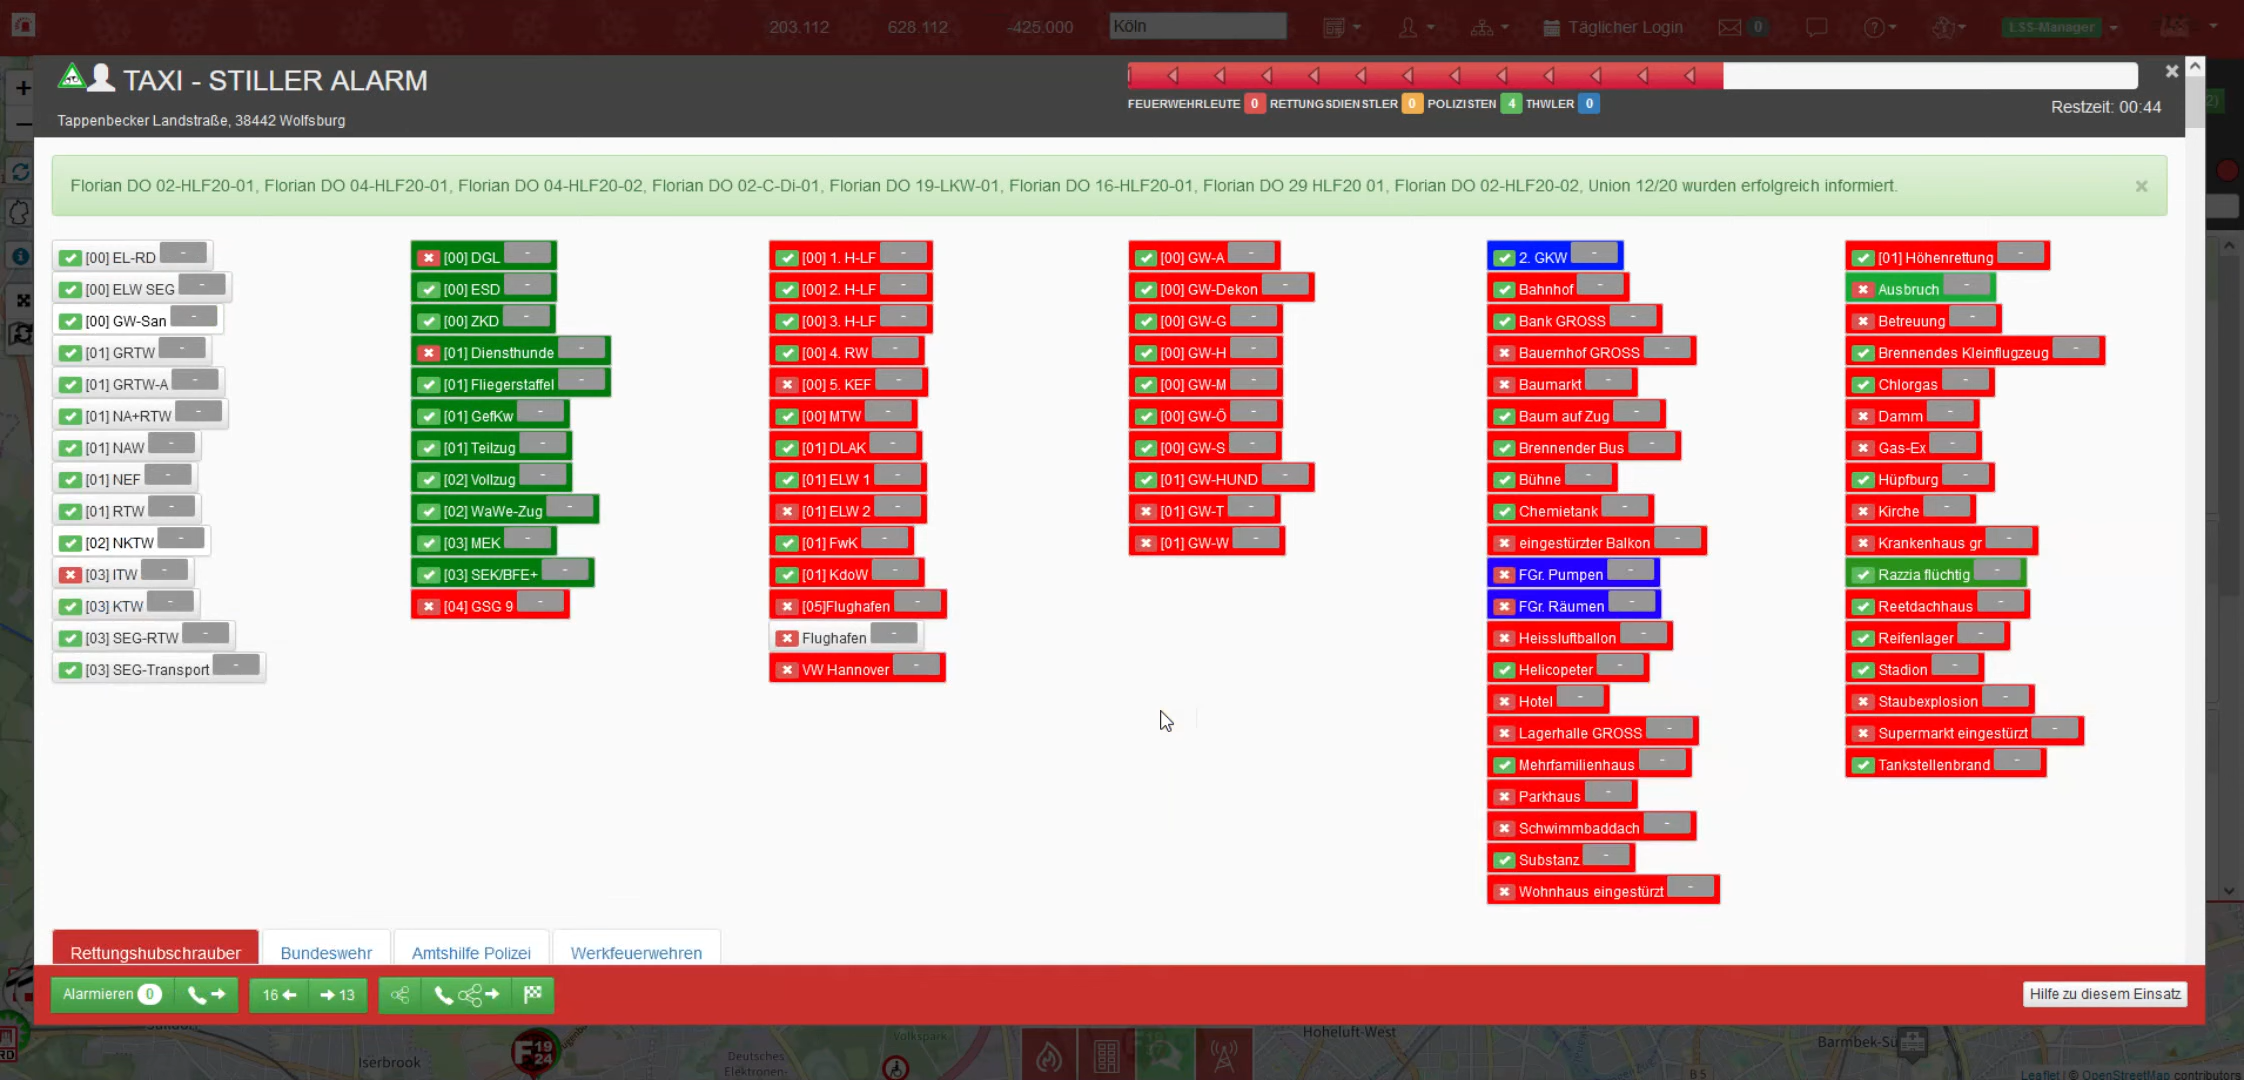 203.112 628.112 -425.000 Köln Täglicher Login 0 LSS-Manager
TAXI - STILLER ALARM
Tappenbecker Landstraße, 38442 Wolfsburg
FEUERWEHRLEUTE 0 RETTUNGSDIENSTLER 0 POLIZISTEN 4 THWLER 0
Restzeit: 00:44
Florian DO 02-HLF20-01, Florian DO 04-HLF20-01, Florian DO 04-HLF20-02, Florian DO 02-C-Di-01, Florian DO 19-LKW-01, Florian DO 16-HLF20-01, Florian DO 29 HLF20 01, Florian DO 02-HLF20-02, Union 12/20 wurden erfolgreich informiert.
[00] EL-RD -
[00] ELW SEG -
[00] GW-San -
[01] GRTW -
[01] GRTW-A -
[01] NA+RTW -
[01] NAW -
[01] NEF -
[01] RTW -
[02] NKTW -
[03] ITW -
[03] KTW -
[03] SEG-RTW -
[03] SEG-Transport -
[00] DGL -
[00] ESD -
[00] ZKD -
[01] Diensthunde -
[01] Fliegerstaffel -
[01] GefKw -
[01] Teilzug -
[02] Vollzug -
[02] WaWe-Zug -
[03] MEK -
[03] SEK/BFE+ -
[04] GSG 9 -
[00] 1. H-LF -
[00] 2. H-LF -
[00] 3. H-LF -
[00] 4. RW -
[00] 5. KEF -
[00] MTW -
[01] DLAK -
[01] ELW 1 -
[01] ELW 2 -
[01] FwK -
[01] KdoW -
[05]Flughafen -
Flughafen -
VW Hannover -
[00] GW-A -
[00] GW-Dekon -
[00] GW-G -
[00] GW-H -
[00] GW-M -
[00] GW-Ö -
[00] GW-S -
[01] GW-HUND -
[01] GW-T -
[01] GW-W -
2. GKW -
Bahnhof -
Bank GROSS -
Bauernhof GROSS -
Baumarkt -
Baum auf Zug -
Brennender Bus -
Bühne -
Chemietank -
eingestürzter Balkon -
FGr. Pumpen -
FGr. Räumen -
Heissluftballon -
Helicopeter -
Hotel -
Lagerhalle GROSS -
Mehrfamilienhaus -
Parkhaus -
Schwimmbaddach -
Substanz -
Wohnhaus eingestürzt -
[01] Höhenrettung -
Ausbruch -
Betreuung -
Brennendes Kleinflugzeug -
Chlorgas -
Damm -
Gas-Ex -
Hüpfburg -
Kirche -
Krankenhaus gr -
Razzia flüchtig -
Reetdachhaus -
Reifenlager -
Stadion -
Staubexplosion -
Supermarkt eingestürzt -
Tankstellenbrand -
Rettungshubschrauber Bundeswehr Amtshilfe Polizei Werkfeuerwehren
Alarmieren 0 16 13 Hilfe zu diesem Einsatz
Iserbrook
F 19 24
Volkspark
Deutsches
Elektronen-
Hoheluft-West
B 5
Barmbek-Sü
Leaflet | © OpenStreetMap contributors